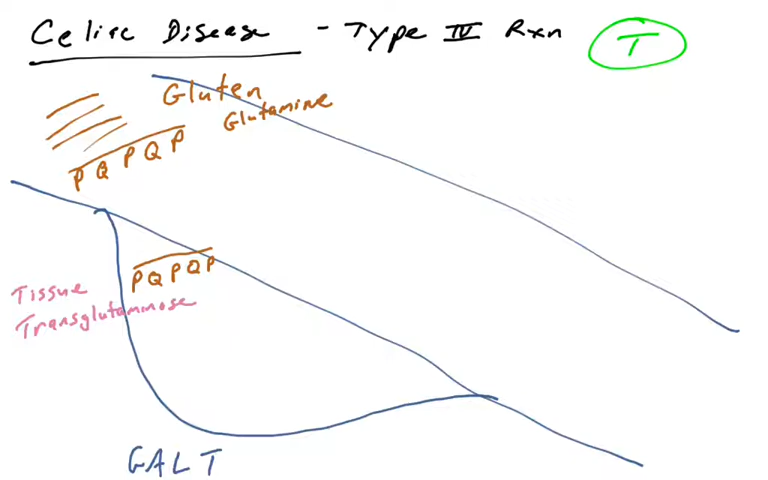 Celiac Disease - Type IV Rxn T
Gluten
Glutamine
PQPQP
PQPQP
Tissue
Transglutaminase
GALT